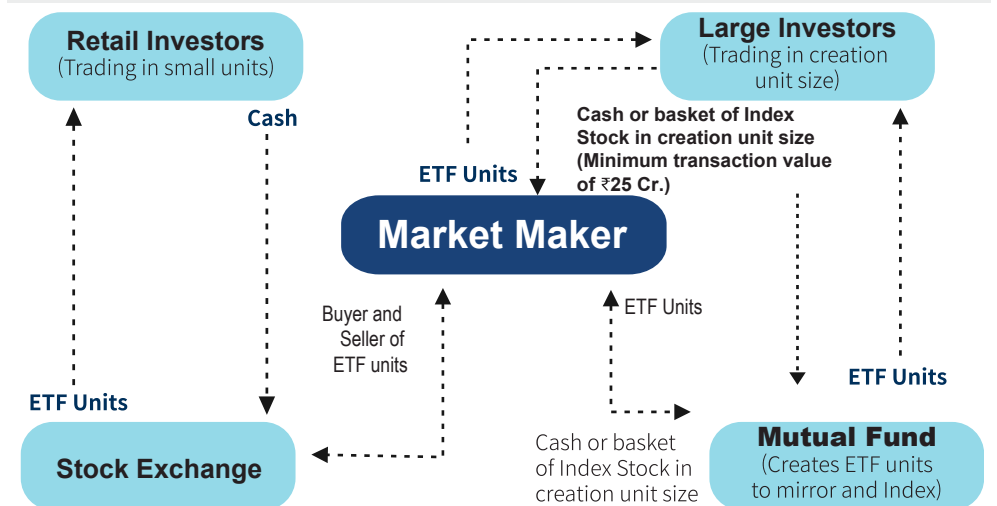 Retail Investors
(Trading in small units)
Large Investors
(Trading in creation
unit size)
Cash
Cash or basket of Index
Stock in creation unit size
(Minimum transaction value
of ₹25 Cr.)
ETF Units
Market Maker
Buyer and
Seller of
ETF units
ETF Units
ETF Units
ETF Units
Stock Exchange
Cash or basket
of Index Stock in
creation unit size
Mutual Fund
(Creates ETF units
to mirror and Index)